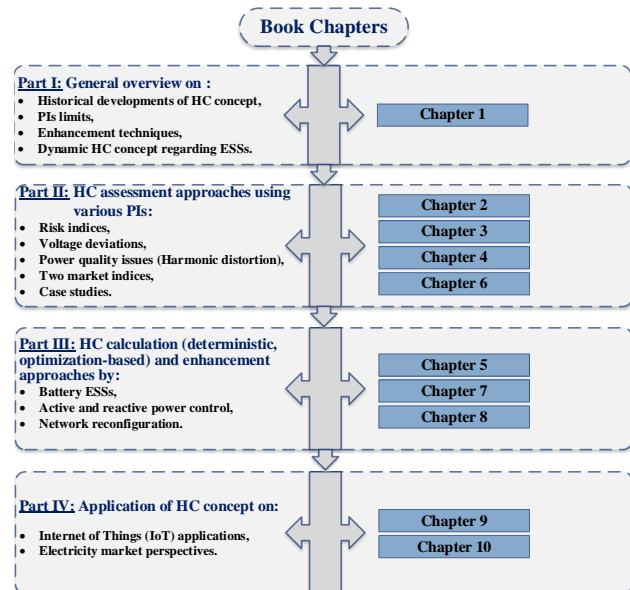 Book Chapters
Part I: General overview on :
• Historical developments of HC concept,
• PIs limits,
• Enhancement techniques,
• Dynamic HC concept regarding ESSs.
Chapter 1
Part II: HC assessment approaches using
various PIs:
• Risk indices,
• Voltage deviations,
• Power quality issues (Harmonic distortion),
• Two market indices,
• Case studies.
Chapter 2
Chapter 3
Chapter 4
Chapter 6
Part III: HC calculation (deterministic,
optimization-based) and enhancement
approaches by:
• Battery ESSs,
• Active and reactive power control,
• Network reconfiguration.
Chapter 5
Chapter 7
Chapter 8
Part IV: Application of HC concept on:
• Internet of Things (IoT) applications,
• Electricity market perspectives.
Chapter 9
Chapter 10